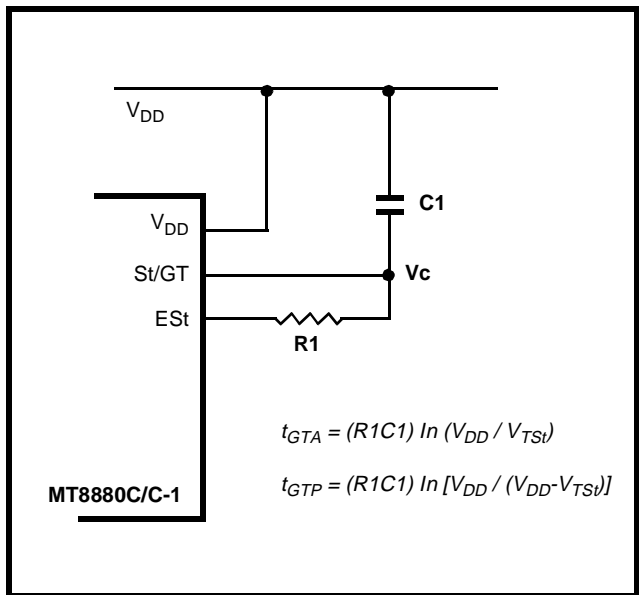 VDD
C1
VDD
St/GT
Vc
ESt
R1
tGTA = (R1C1) In (VDD / VTSt)
tGTP = (R1C1) In [VDD / (VDD-VTSt)]
MT8880C/C-1